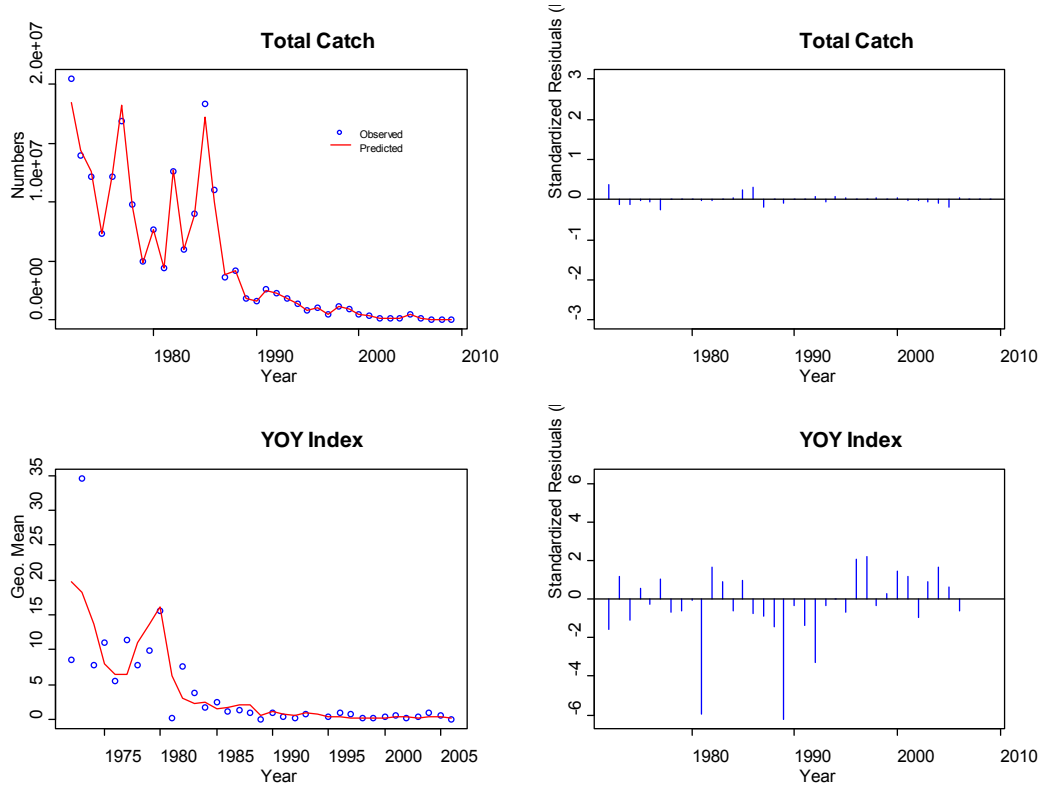 Total Catch
Numbers
0.0e+00 1.0e+07 2.0e+07
Observed
Predicted
1980 1990 2000 2010
Year
Total Catch
Standardized Residuals (
-3 -2 -1 0 1 2 3
1980 1990 2000 2010
Year
YOY Index
Geo. Mean
0 5 10 15 20 25 30 35
1975 1980 1985 1990 1995 2000 2005
Year
YOY Index
Standardized Residuals (
-6 -4 -2 0 2 4 6
1980 1990 2000 2010
Year